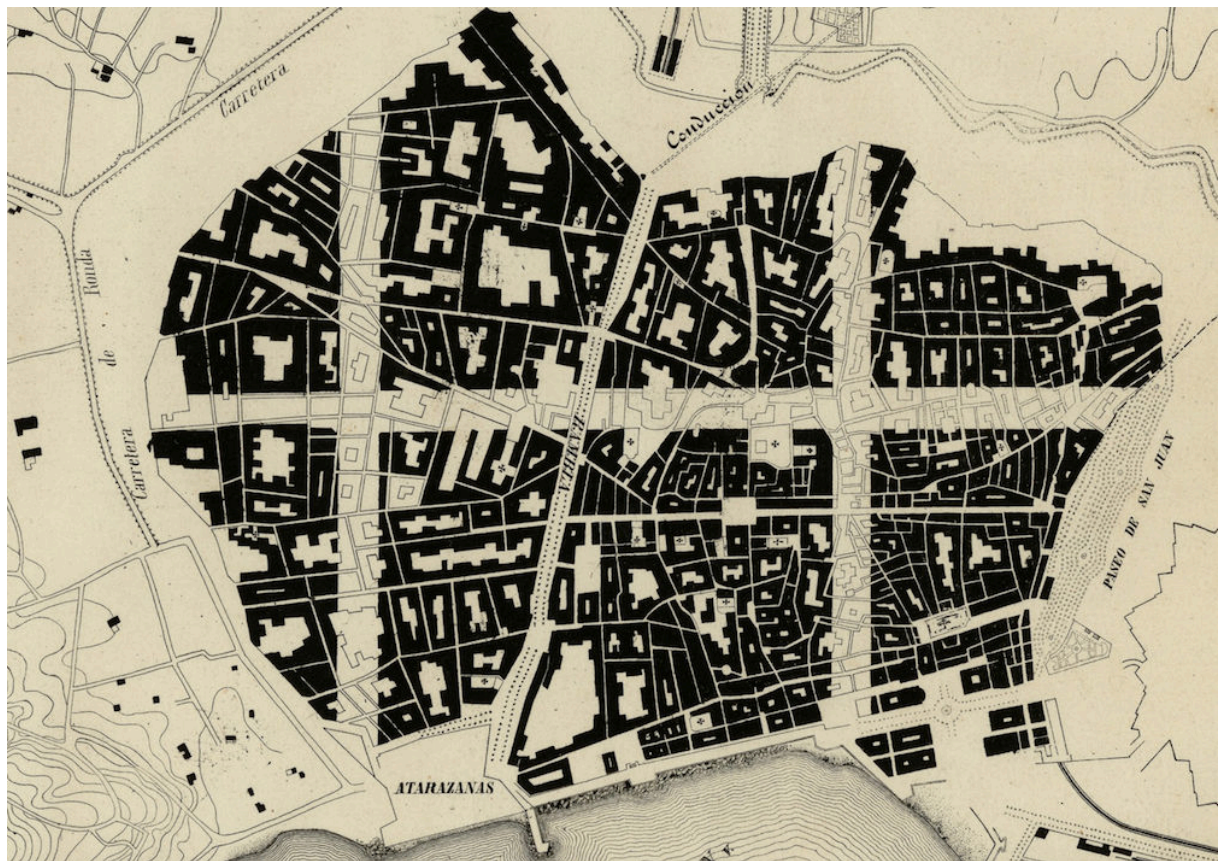 Carretera
Conduccion
Ronda
de
Carretera
RAMBLA
PASEO DE SAN JUAN
ATARAZANAS